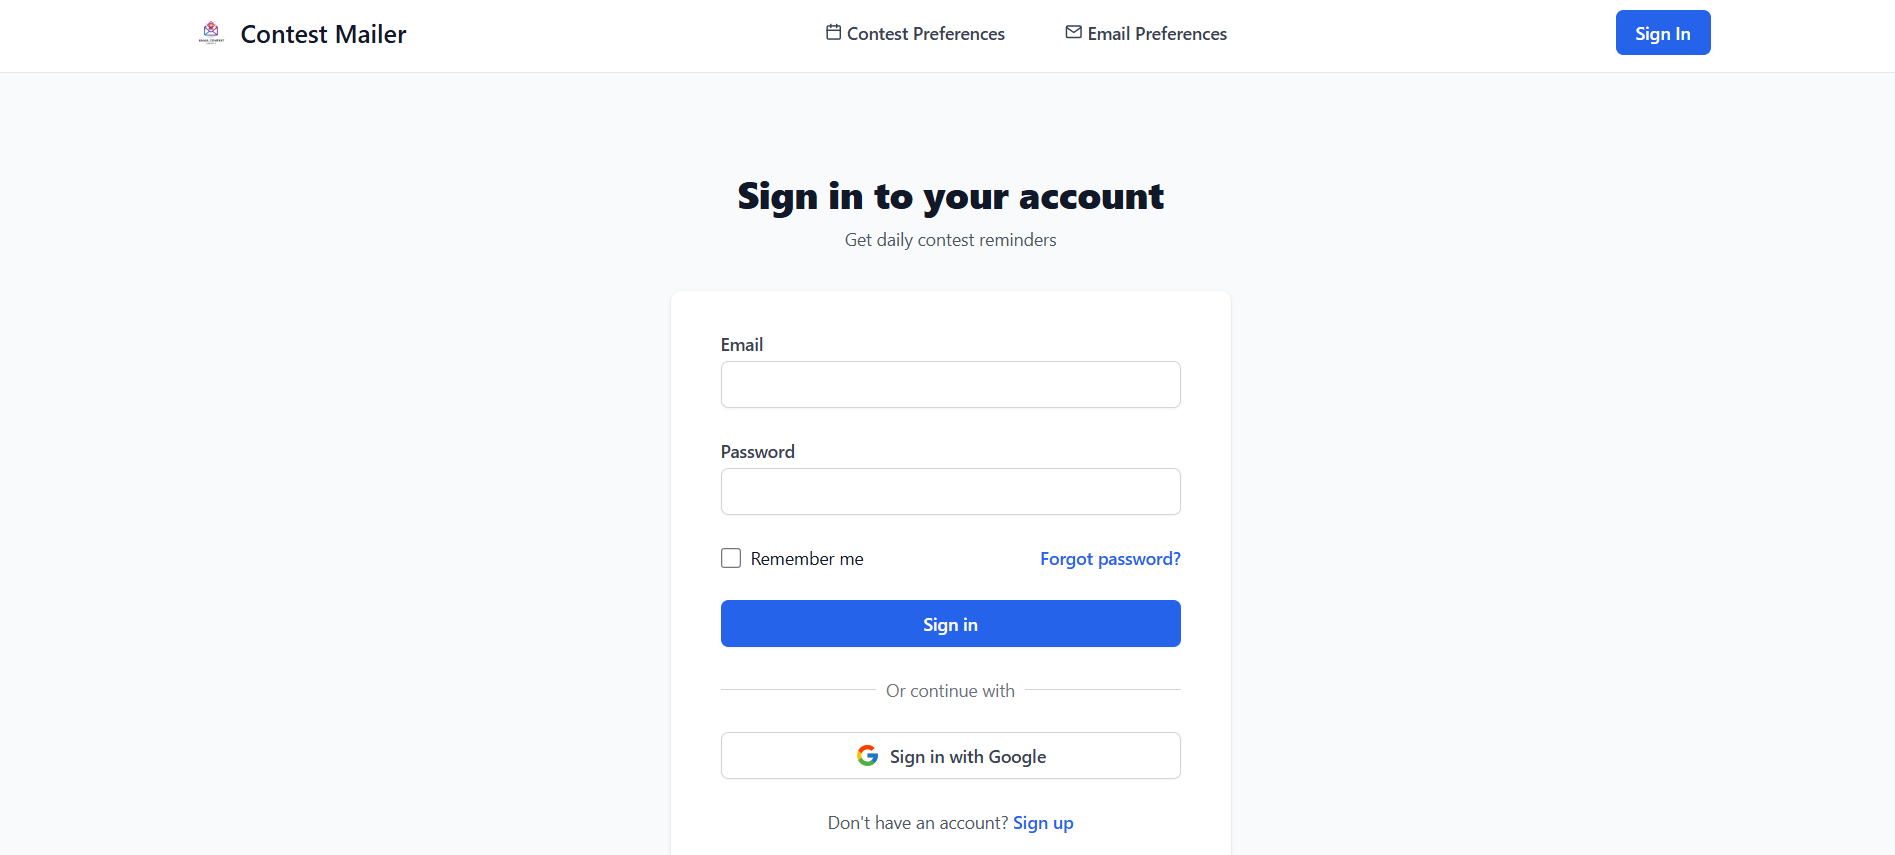 Contest Mailer
Contest Preferences
Email Preferences
Sign In
Sign in to your account
Get daily contest reminders
Email
Password
Remember me
Forgot password?
Sign in
Or continue with
Sign in with Google
Don't have an account? Sign up